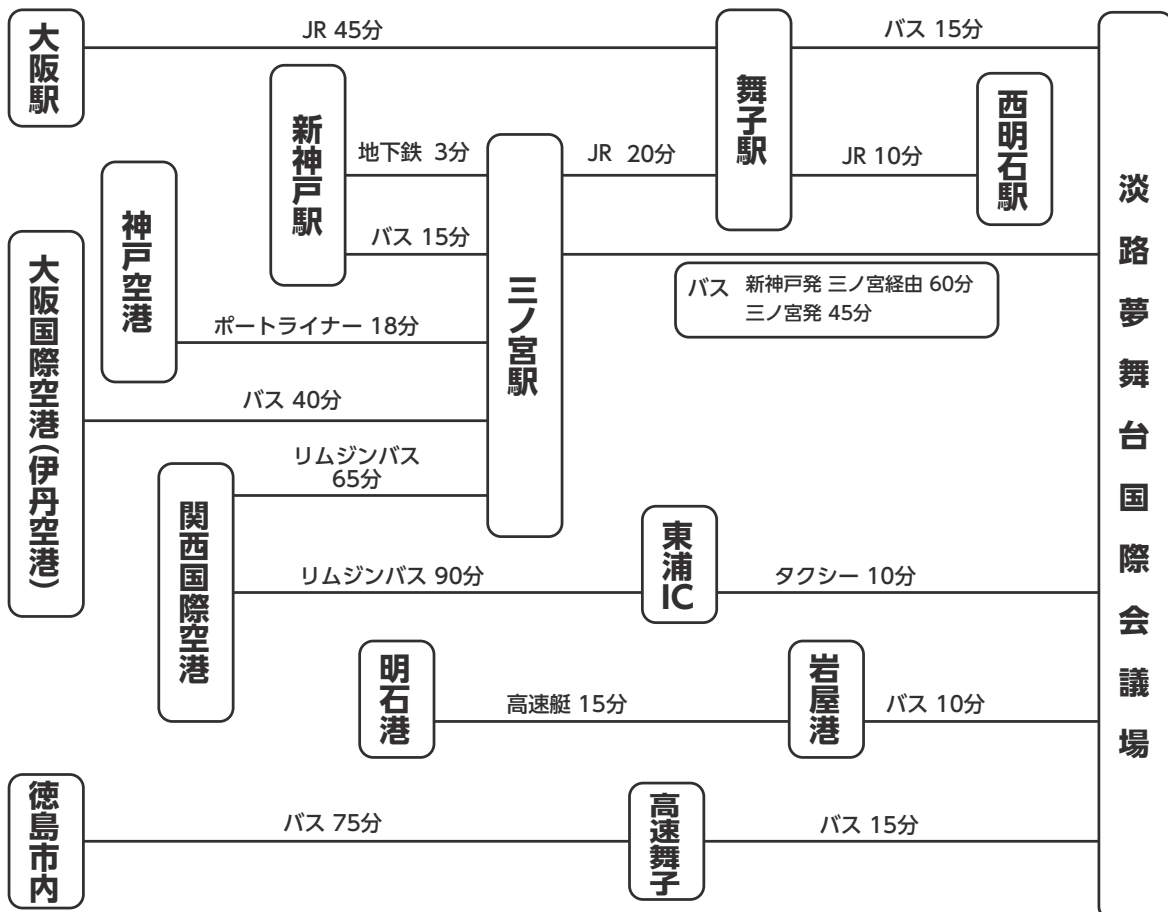 大阪駅
JR 45分
舞子駅
バス 15分
新神戸駅
地下鉄 3分
三ノ宮駅
JR 20分
JR 10分
西明石駅
淡路夢舞台国際会議場
神戸空港
バス 15分
バス 新神戸発 三ノ宮経由 60分
三ノ宮発 45分
大阪国際空港(伊丹空港)
ポートライナー 18分
バス 40分
リムジンバス
65分
関西国際空港
リムジンバス 90分
東浦
IC
タクシー 10分
明石港
高速艇 15分
岩屋港
バス 10分
徳島市内
バス 75分
高速舞子
バス 15分